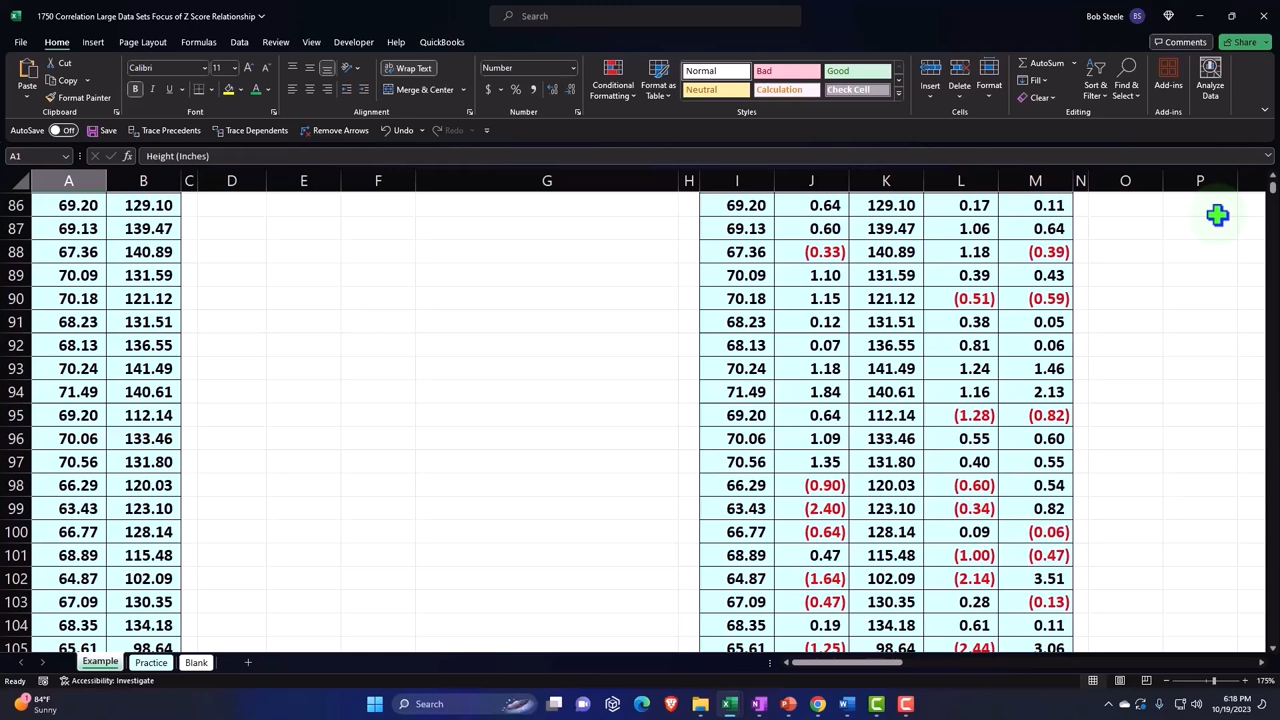 1750 Correlation Large Data Sets Focus of Z Score Relationship
Search
Bob Steele BS
File Home Insert Page Layout Formulas Data Review View Developer Help QuickBooks Comments Share
Cut
Copy
Format Painter
Paste
Clipboard
Calibri 11
B I U
Font
Wrap Text
Merge & Center
Alignment
Number
$ % ,
Number
Conditional Formatting
Format as Table
Normal Bad Good
Neutral Calculation Check Cell
Styles
Insert Delete Format
Cells
AutoSum
Fill
Clear
Sort & Filter
Find & Select
Editing
Add-ins
Add-ins
Analyze Data
AutoSave Off Save Trace Precedents Trace Dependents Remove Arrows Undo Redo
A1 fx Height (Inches)
A B C D E F G H I J K L M N O P
86 69.20 129.10 69.20 0.64 129.10 0.17 0.11
87 69.13 139.47 69.13 0.60 139.47 1.06 0.64
88 67.36 140.89 67.36 (0.33) 140.89 1.18 (0.39)
89 70.09 131.59 70.09 1.10 131.59 0.39 0.43
90 70.18 121.12 70.18 1.15 121.12 (0.51) (0.59)
91 68.23 131.51 68.23 0.12 131.51 0.38 0.05
92 68.13 136.55 68.13 0.07 136.55 0.81 0.06
93 70.24 141.49 70.24 1.18 141.49 1.24 1.46
94 71.49 140.61 71.49 1.84 140.61 1.16 2.13
95 69.20 112.14 69.20 0.64 112.14 (1.28) (0.82)
96 70.06 133.46 70.06 1.09 133.46 0.55 0.60
97 70.56 131.80 70.56 1.35 131.80 0.40 0.55
98 66.29 120.03 66.29 (0.90) 120.03 (0.60) 0.54
99 63.43 123.10 63.43 (2.40) 123.10 (0.34) 0.82
100 66.77 128.14 66.77 (0.64) 128.14 0.09 (0.06)
101 68.89 115.48 68.89 0.47 115.48 (1.00) (0.47)
102 64.87 102.09 64.87 (1.64) 102.09 (2.14) 3.51
103 67.09 130.35 67.09 (0.47) 130.35 0.28 (0.13)
104 68.35 134.18 68.35 0.19 134.18 0.61 0.11
105 65.61 98.64 65.61 (1.25) 98.64 (2.44) 3.06
Example Practice Blank
Ready Accessibility: Investigate 175%
84°F
Sunny
Search
6:18 PM
10/19/2023